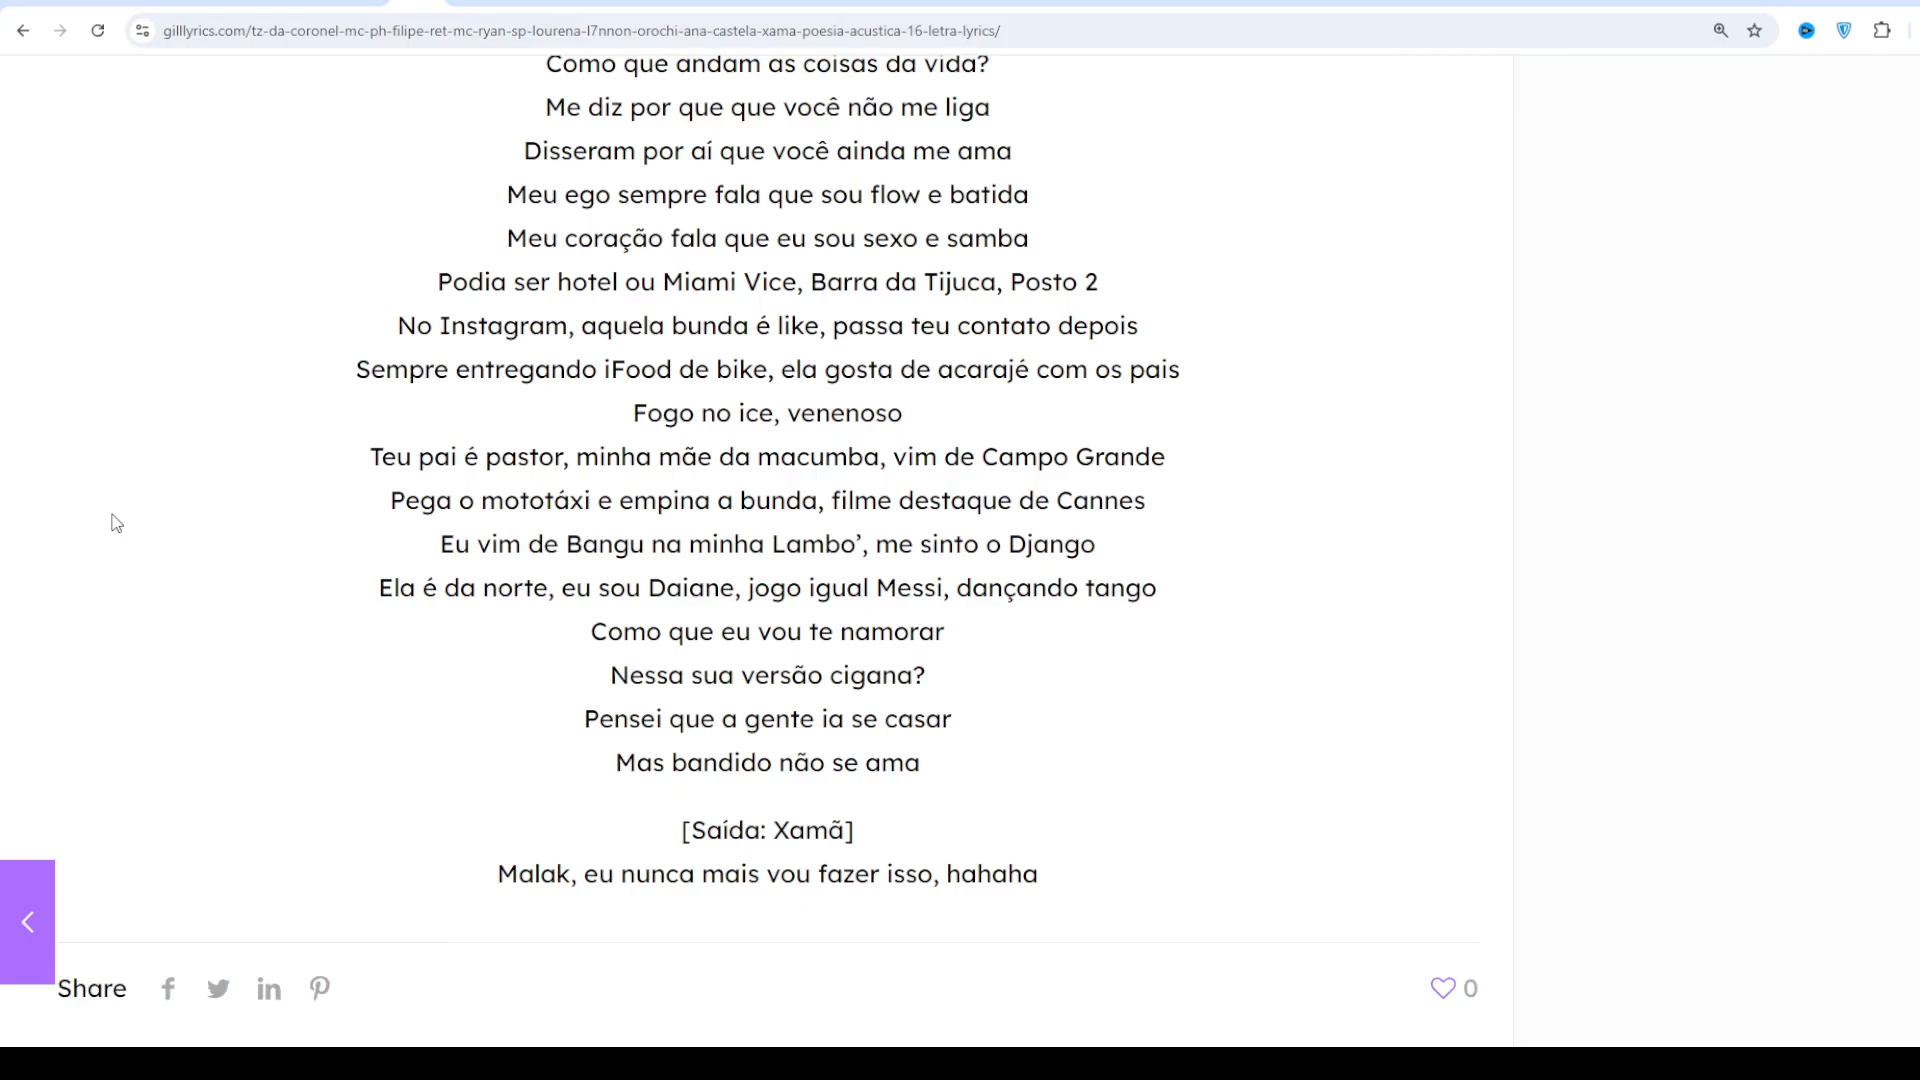 gilllyrics.com/tz-da-coronel-mc-ph-filipe-ret-mc-ryan-sp-lourena-l7nnon-orochi-ana-castela-xama-poesia-acustica-16-letra-lyrics/
Como que andam as coisas da vida?
Me diz por que que você não me liga
Disseram por aí que você ainda me ama
Meu ego sempre fala que sou flow e batida
Meu coração fala que eu sou sexo e samba
Podia ser hotel ou Miami Vice, Barra da Tijuca, Posto 2
No Instagram, aquela bunda é like, passa teu contato depois
Sempre entregando iFood de bike, ela gosta de acarajé com os pais
Fogo no ice, venenoso
Teu pai é pastor, minha mãe da macumba, vim de Campo Grande
Pega o mototáxi e empina a bunda, filme destaque de Cannes
Eu vim de Bangu na minha Lambo’, me sinto o Django
Ela é da norte, eu sou Daiane, jogo igual Messi, dançando tango
Como que eu vou te namorar
Nessa sua versão cigana?
Pensei que a gente ia se casar
Mas bandido não se ama
[Saída: Xamã]
Malak, eu nunca mais vou fazer isso, hahaha
Share
0